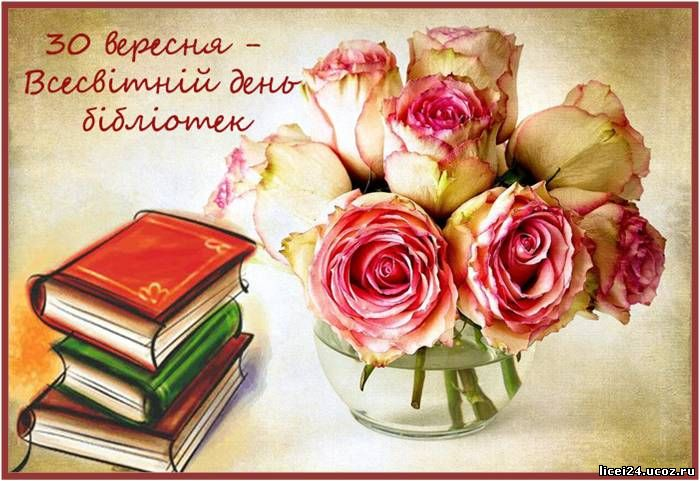 30 вересня –
Всесвітній день
бібліотек
licei24.ucoz.ru